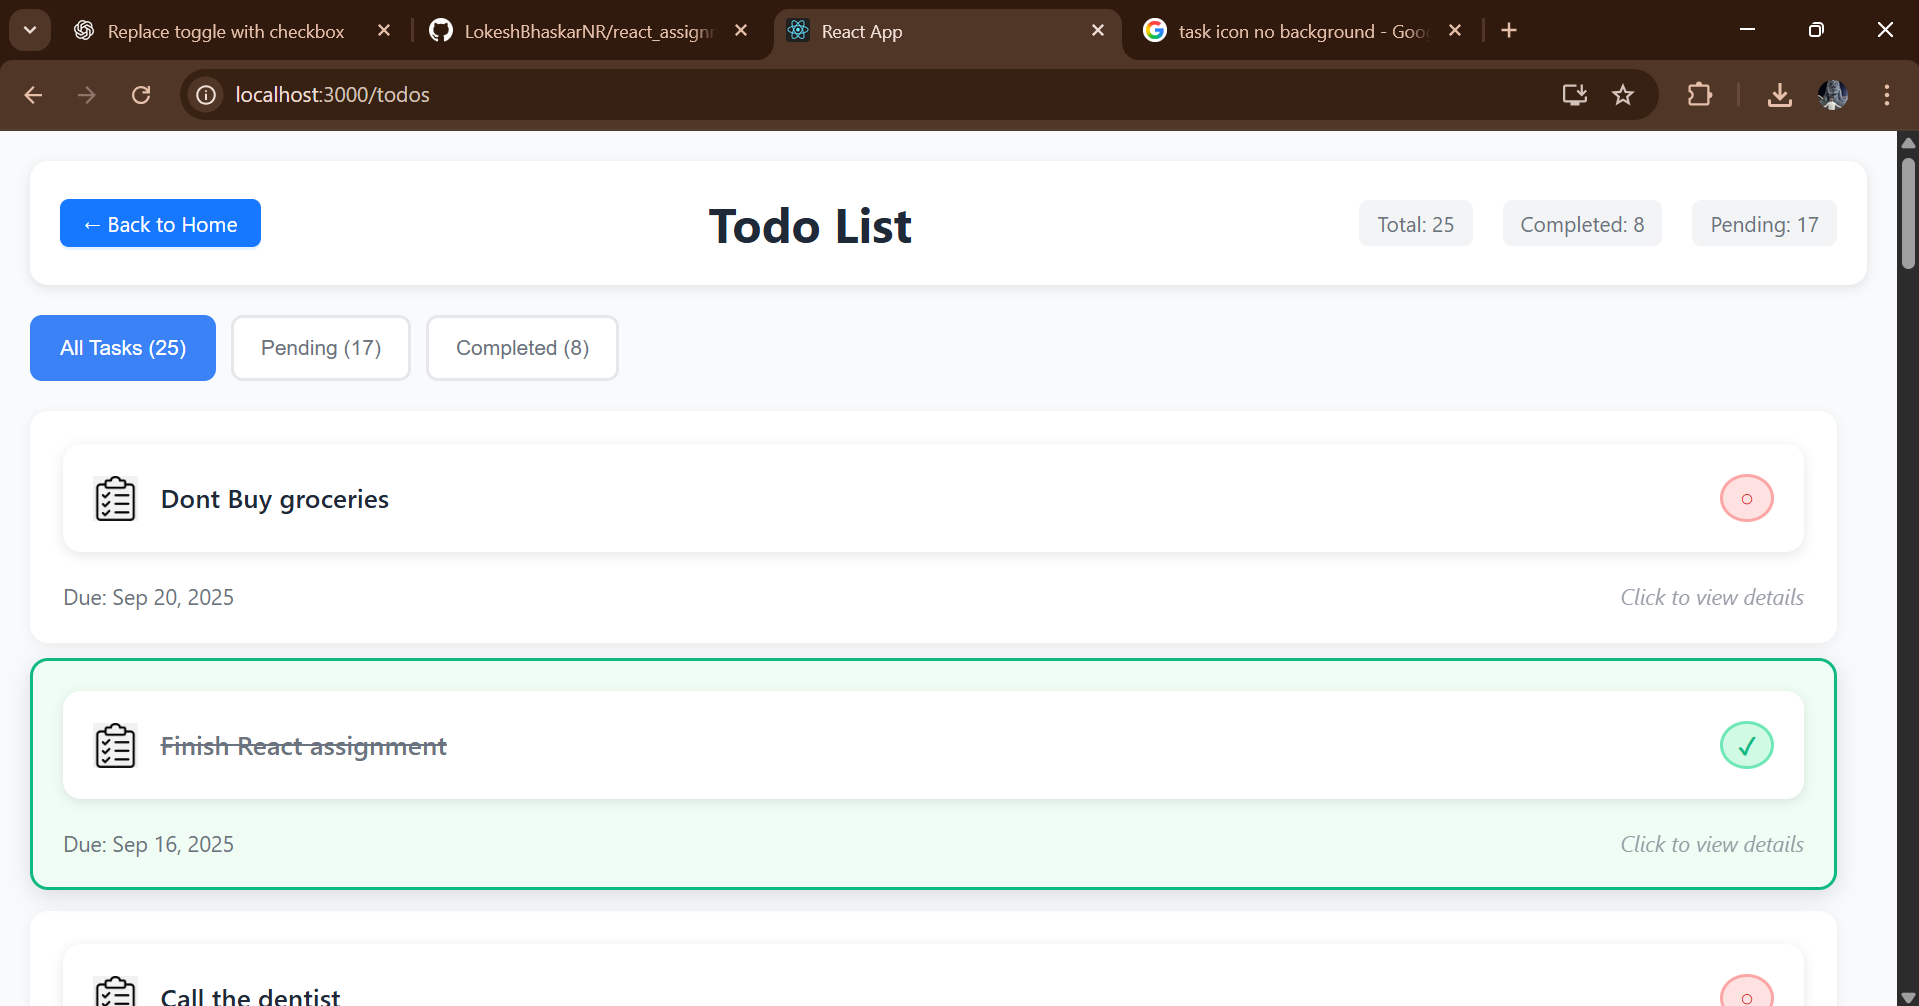 Replace toggle with checkbox
LokeshBhaskarNR/react_assignm
React App
task icon no background - Goo
localhost:3000/todos
← Back to Home
Todo List
Total: 25
Completed: 8
Pending: 17
All Tasks (25)
Pending (17)
Completed (8)
Dont Buy groceries
Due: Sep 20, 2025
Click to view details
Finish React assignment
Due: Sep 16, 2025
Click to view details
Call the dentist